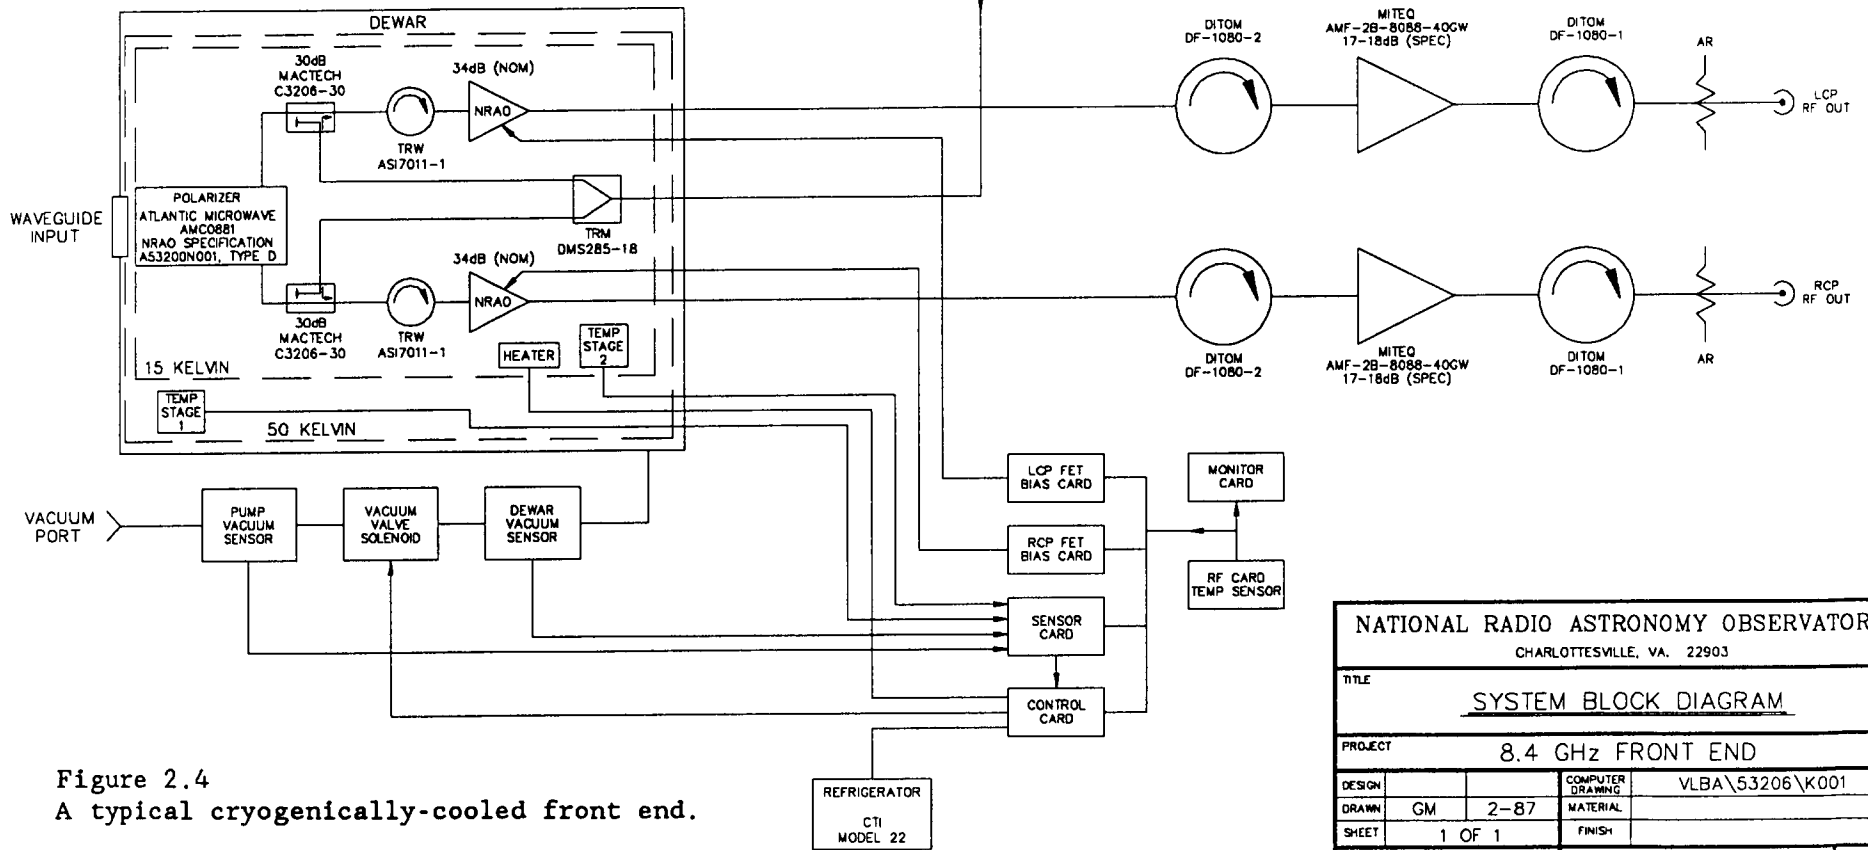 DEWAR
30dB
MACTECH
C3206-30
34dB (NOM)
NRAO
TRW
ASI7011-1
POLARIZER
ATLANTIC MICROWAVE
AMC0881
NRAO SPECIFICATION
A53200N001, TYPE D
WAVEGUIDE
INPUT
TRM
DMS285-18
34dB (NOM)
NRAO
30dB
MACTECH
C3206-30
TRW
ASI7011-1
HEATER
TEMP
STAGE
2
15 KELVIN
TEMP
STAGE
1
50 KELVIN
DITOM
DF-1080-2
MITEQ
AMF-2B-8088-40GW
17-18dB (SPEC)
DITOM
DF-1080-1
AR
LCP
RF OUT
RCP
RF OUT
DITOM
DF-1080-2
MITEQ
AMF-2B-8088-40GW
17-18dB (SPEC)
DITOM
DF-1080-1
AR
VACUUM
PORT
PUMP
VACUUM
SENSOR
VACUUM
VALVE
SOLENOID
DEWAR
VACUUM
SENSOR
LCP FET
BIAS CARD
RCP FET
BIAS CARD
SENSOR
CARD
CONTROL
CARD
MONITOR
CARD
RF CARD
TEMP SENSOR
REFRIGERATOR
CTI
MODEL 22
Figure 2.4
A typical cryogenically-cooled front end.
NATIONAL RADIO ASTRONOMY OBSERVATOR
CHARLOTTESVILLE, VA. 22903
TITLE
SYSTEM BLOCK DIAGRAM
PROJECT
8.4 GHz FRONT END
DESIGN
COMPUTER
DRAWING
VLBA\53206\K001
DRAWN GM 2-87
MATERIAL
SHEET 1 OF 1
FINISH